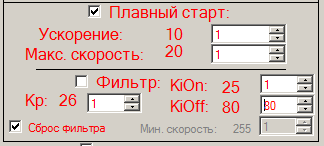 Плавный старт:
Ускорение: 10 1
Макс. скорость: 20 1
Фильтр: KiOn: 25 1
Кр: 26 1 KiOff: 80 80
Сброс фильтра Мин. скорость: 255 1